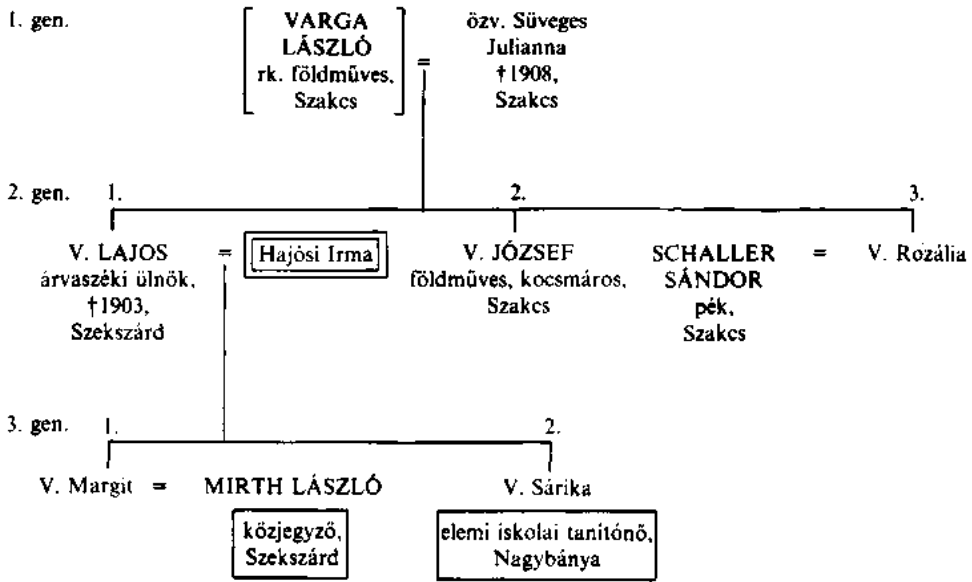 1. gen.
VARGA
LÁSZLÓ
rk. földműves,
Szakcs
=
özv. Süveges
Julianna
†1908,
Szakcs
2. gen.
1.
2.
3.
V. LAJOS
árvaszéki ülnök,
†1903,
Szekszárd
=
Hajósi Irma
V. JÓZSEF
földműves, kocsmáros,
Szakcs
SCHALLER
SÁNDOR
pék,
Szakcs
=
V. Rozália
3. gen.
1.
2.
V. Margit = MIRTH LÁSZLÓ
közjegyző,
Szekszárd
V. Sárika
elemi iskolai tanítónő,
Nagybánya